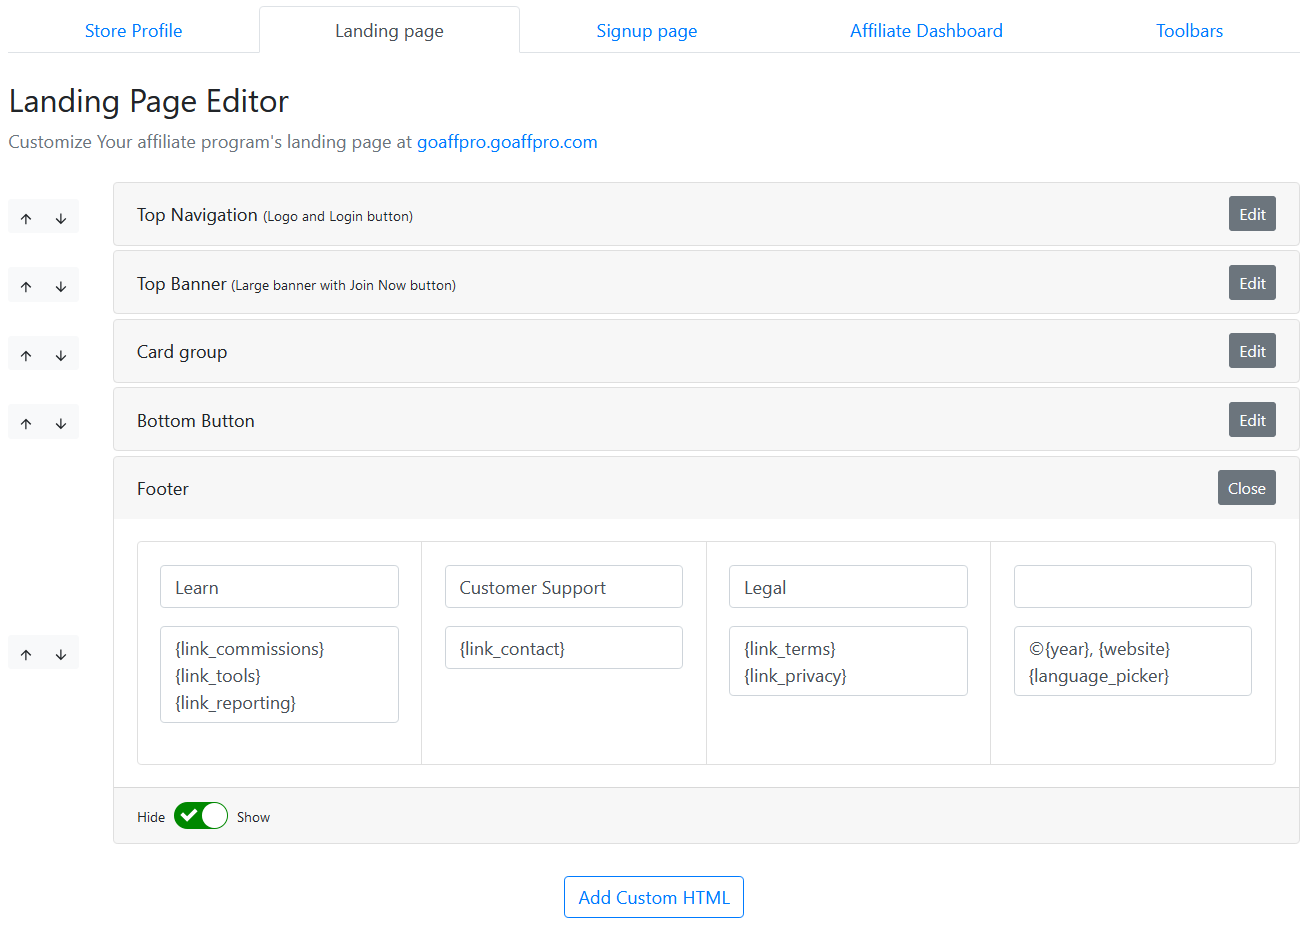 Store Profile
Landing page
Signup page
Affiliate Dashboard
Toolbars
Landing Page Editor
Customize Your affiliate program's landing page at goaffpro.goaffpro.com
Top Navigation (Logo and Login button)
Edit
Top Banner (Large banner with Join Now button)
Edit
Card group
Edit
Bottom Button
Edit
Footer
Close
Learn
{link_commissions}
{link_tools}
{link_reporting}
Customer Support
{link_contact}
Legal
{link_terms}
{link_privacy}
©{year}, {website}
{language_picker}
Hide
Show
Add Custom HTML